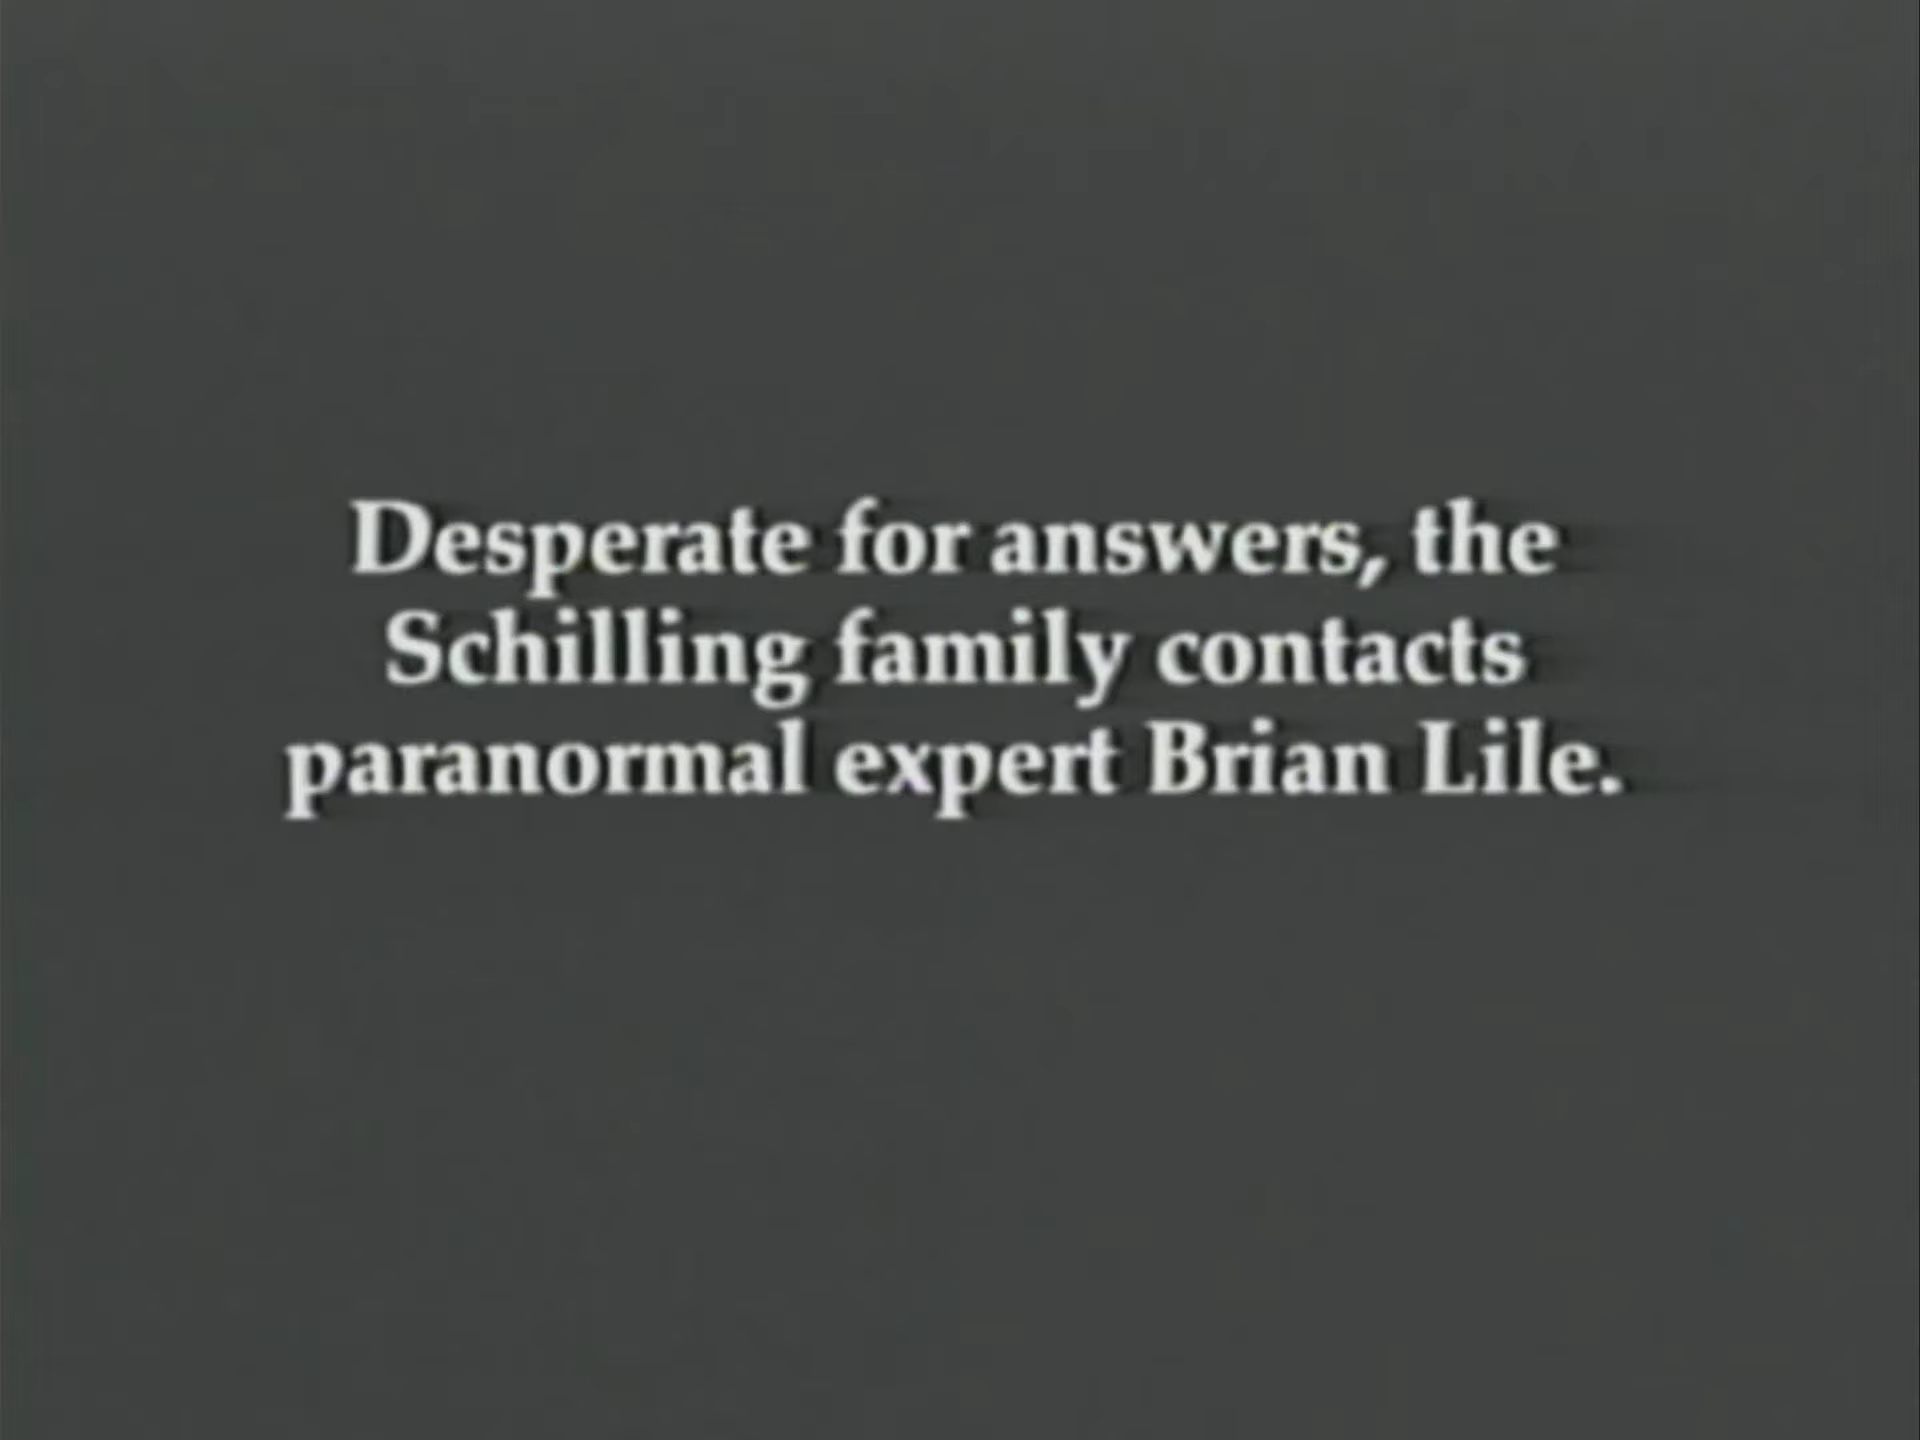 Desperate for answers, the
Schilling family contacts
paranormal expert Brian Lile.